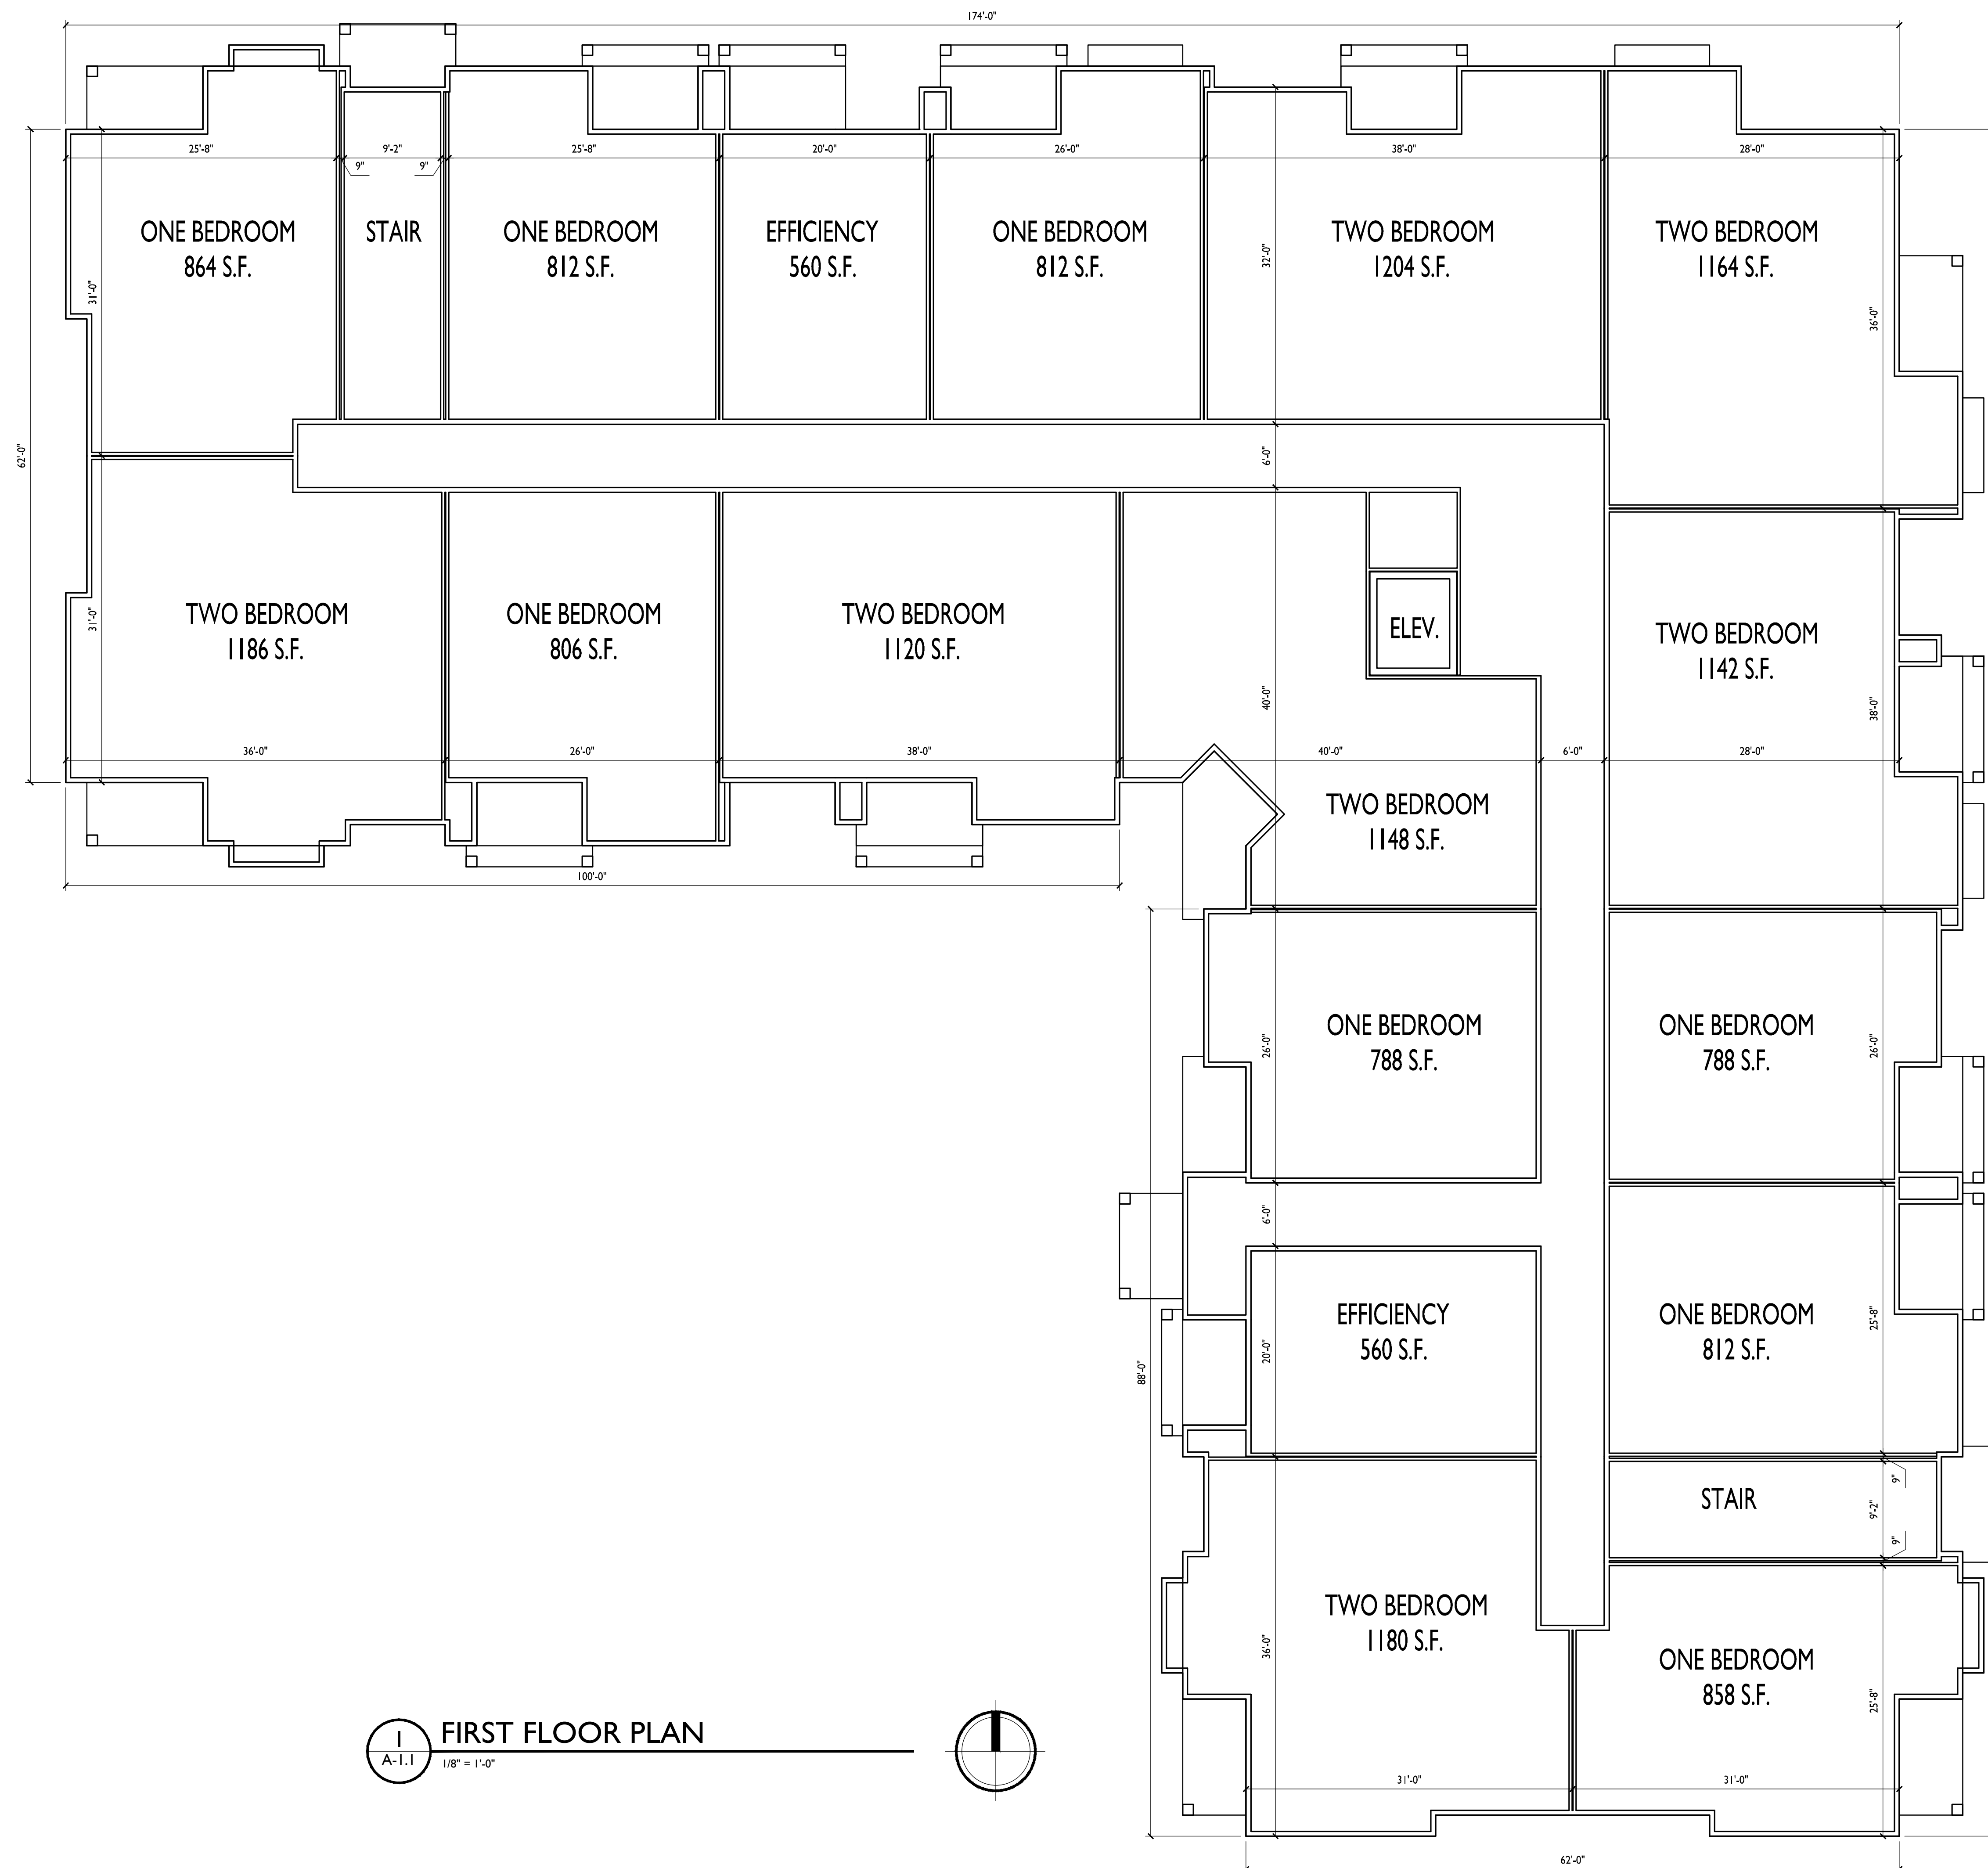 174'-0"
25'-8"
9'-2"
25'-8"
20'-0"
26'-0"
38'-0"
28'-0"
9"
9"
ONE BEDROOM
864 S.F.
STAIR
ONE BEDROOM
812 S.F.
EFFICIENCY
560 S.F.
ONE BEDROOM
812 S.F.
TWO BEDROOM
1204 S.F.
TWO BEDROOM
1164 S.F.
31'-0"
32'-0"
36'-0"
62'-0"
6'-0"
TWO BEDROOM
1186 S.F.
ONE BEDROOM
806 S.F.
TWO BEDROOM
1120 S.F.
ELEV.
TWO BEDROOM
1142 S.F.
31'-0"
40'-0"
38'-0"
36'-0"
26'-0"
38'-0"
40'-0"
6'-0"
28'-0"
TWO BEDROOM
1148 S.F.
100'-0"
ONE BEDROOM
788 S.F.
ONE BEDROOM
788 S.F.
26'-0"
26'-0"
6'-0"
EFFICIENCY
560 S.F.
ONE BEDROOM
812 S.F.
88'-0"
20'-0"
25'-8"
STAIR
9"
9'-2"
9"
TWO BEDROOM
1180 S.F.
ONE BEDROOM
858 S.F.
36'-0"
25'-8"
31'-0"
31'-0"
62'-0"
1
A-1.1
FIRST FLOOR PLAN
1/8" = 1'-0"